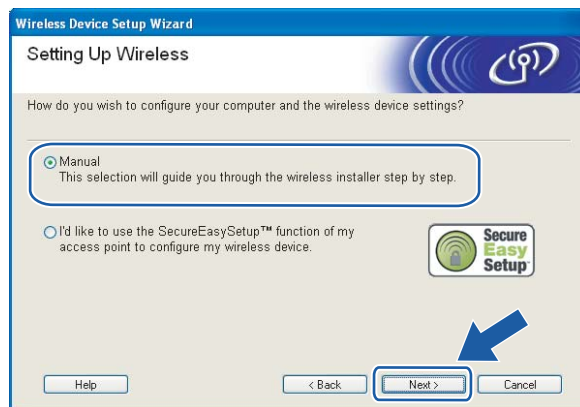 Wireless Device Setup Wizard
Setting Up Wireless
How do you wish to configure your computer and the wireless device settings?
Manual
This selection will guide you through the wireless installer step by step.
I'd like to use the SecureEasySetup™ function of my
access point to configure my wireless device.
Secure
Easy
Setup
Help
< Back
Next >
Cancel